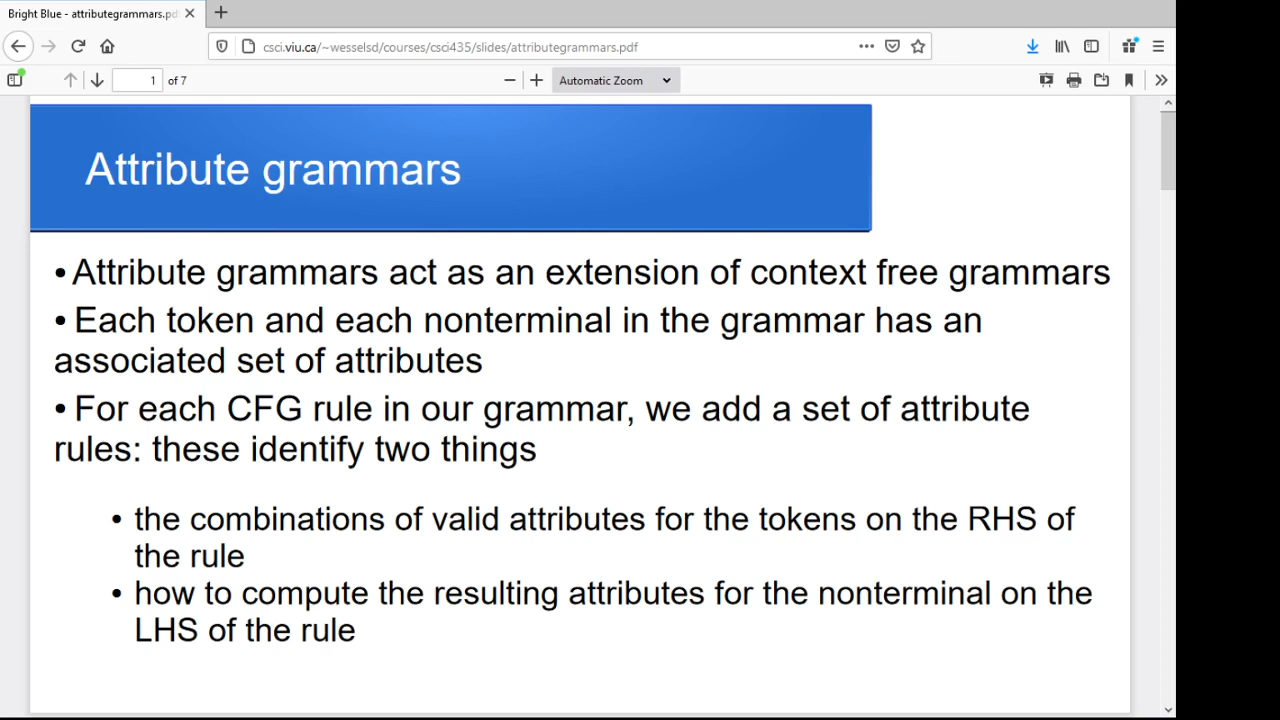 Bright Blue - attributegrammars.pd
csci.viu.ca/~wesselsd/courses/csci435/slides/attributegrammars.pdf
1 of 7
Automatic Zoom
Attribute grammars
• Attribute grammars act as an extension of context free grammars
• Each token and each nonterminal in the grammar has an
associated set of attributes
• For each CFG rule in our grammar, we add a set of attribute
rules: these identify two things
• the combinations of valid attributes for the tokens on the RHS of
the rule
• how to compute the resulting attributes for the nonterminal on the
LHS of the rule